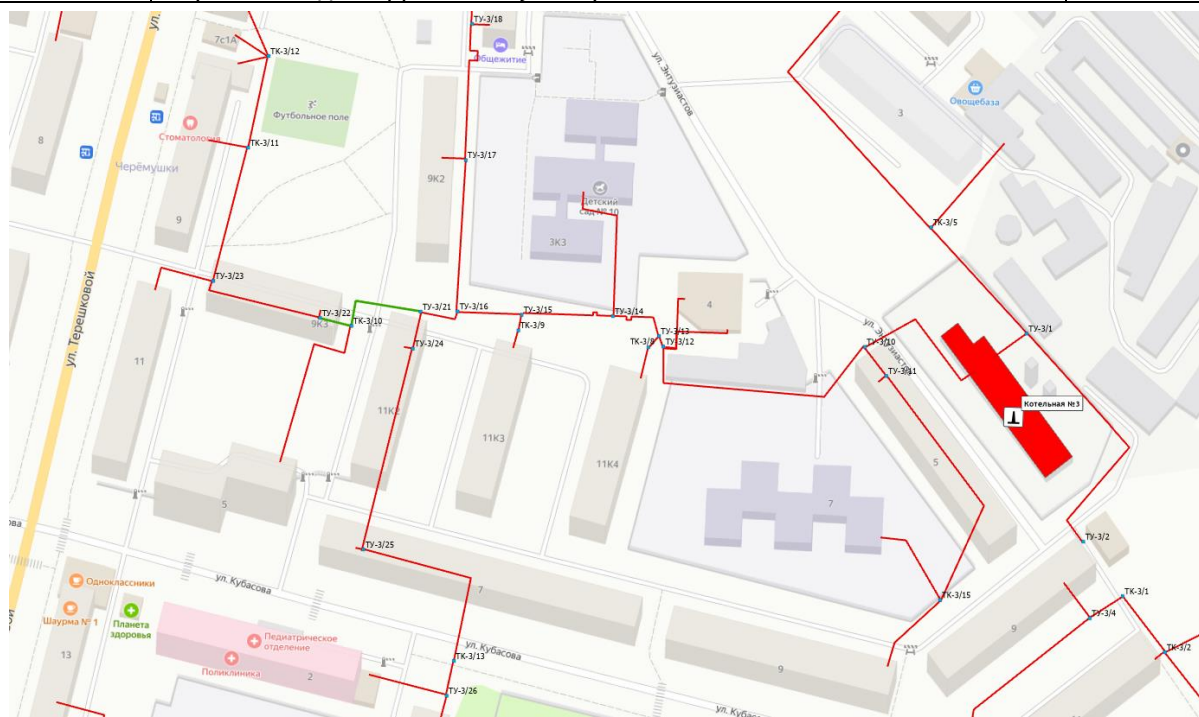 ТУ-3/18
ул.
7с1А
ТК-3/12
Общежитие
ул. Энтузиастов
3
Овощебаза
Футбольное поле
Стоматология
8
ТК-3/11
ТУ-3/17
Черёмушки
9К2
Детский
Сад № 10
9
3К3
ТК-3/5
ул. Терешковой
ТУ-3/23
4
ТУ-3/22
9К3
ТК-3/10
ТУ-3/21
ТУ-3/16
ТУ-3/15
ТУ-3/14
ТК-3/9
ТУ-3/13
ТК-3/8
ТУ-3/12
ул. Энтузиастов
ТУ-3/1
ТУ-3/10
ТУ-3/24
11
ТУ-3/11
Котельная №3
11К2
11К3
11К4
5
5
7
ТУ-3/25
ТУ-3/2
ул. Кубасова
Одноклассники
Шаурма № 1
Планета
здоровья
7
ТК-3/15
ТК-3/1
ТУ-3/4
Педиатрическое
отделение
Поликлиника
2
13
ТК-3/13
ул. Кубасова
9
9
ТК-3/2
ТУ-3/26
ул. Кубасова